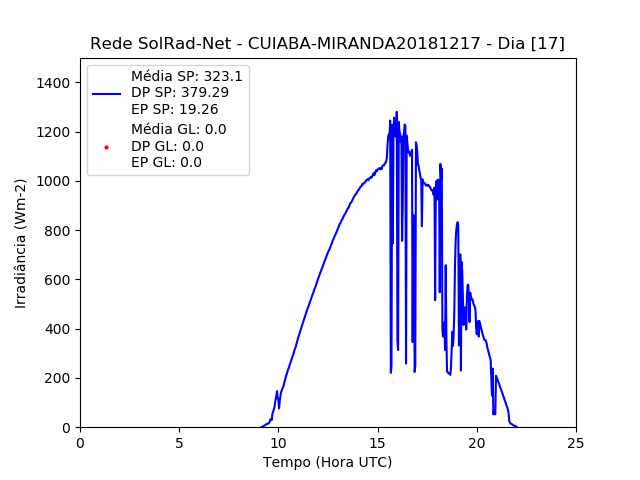 Rede SolRad-Net - CUIABA-MIRANDA20181217 - Dia [17]
Média SP: 323.1
DP SP: 379.29
EP SP: 19.26
Média GL: 0.0
DP GL: 0.0
EP GL: 0.0
Irradiância (Wm-2)
1400
1200
1000
800
600
400
200
0
0 5 10 15 20 25
Tempo (Hora UTC)